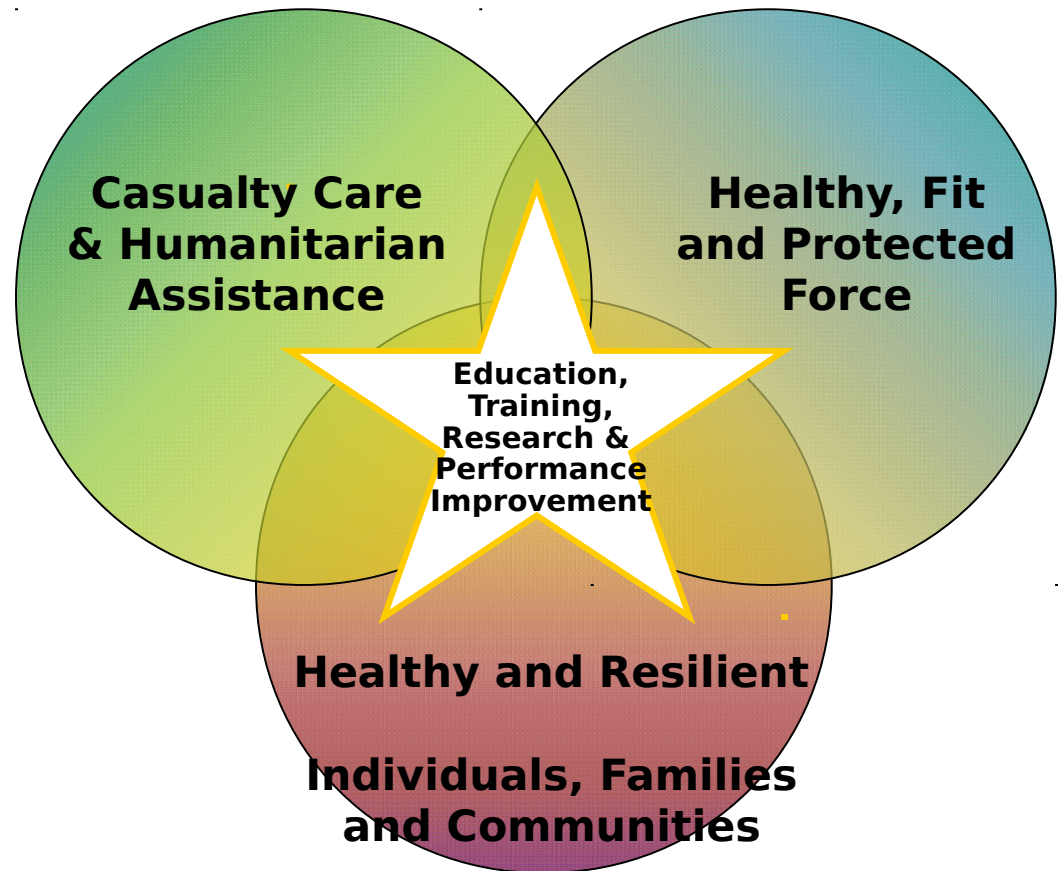 Casualty Care
& Humanitarian
Assistance
Healthy, Fit
and Protected
Force
Education,
Training,
Research &
Performance
Improvement
Healthy and Resilient
Individuals, Families
and Communities